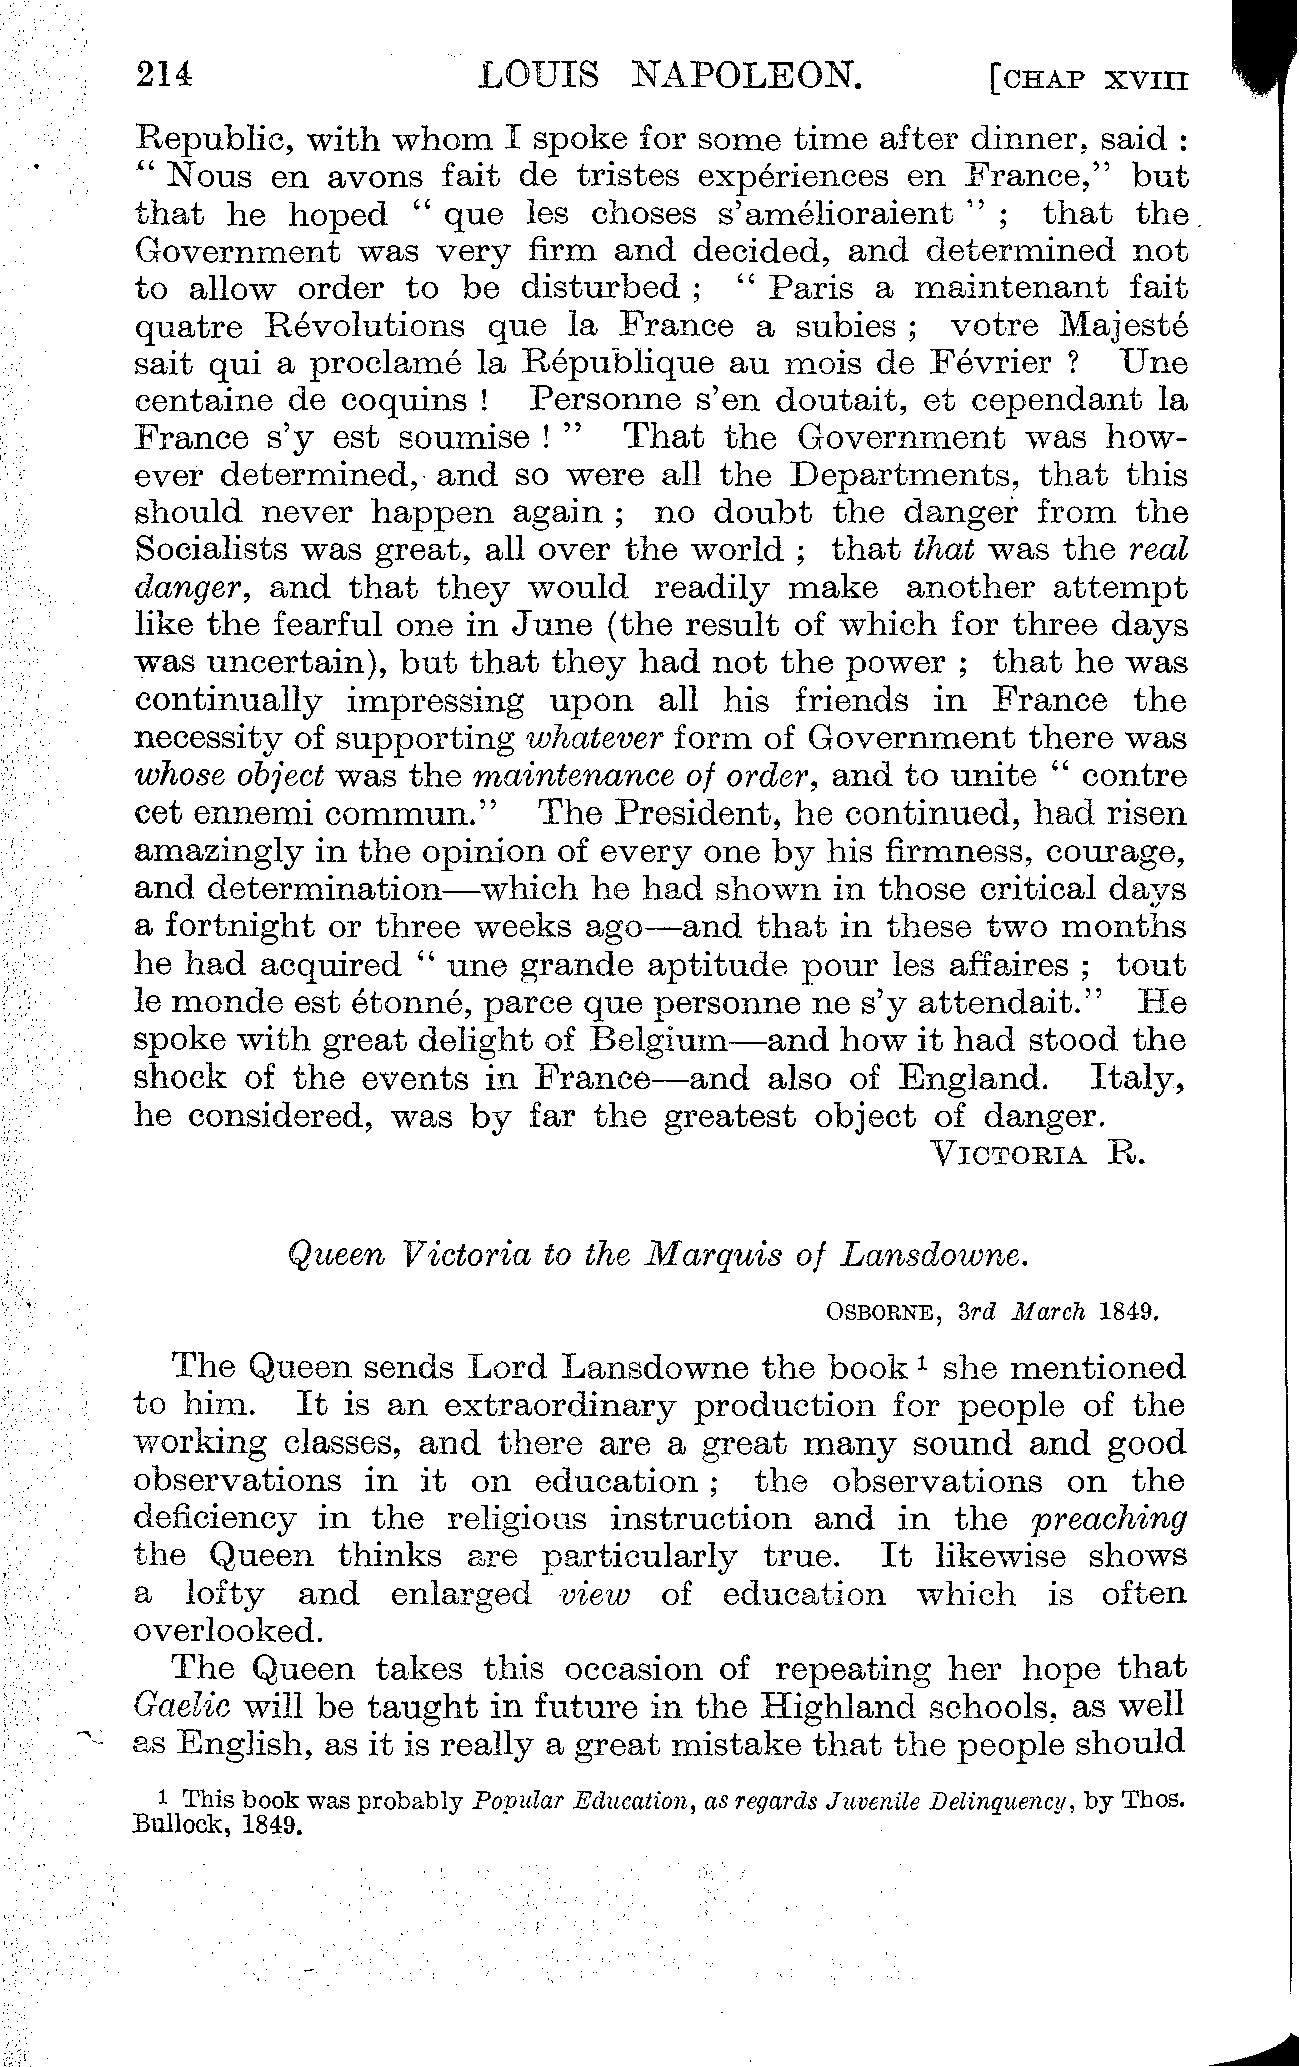 214 LOUIS NAPOLEON. [CHAP XVIII
Republic, with whom I spoke for some time after dinner, said :
“ Nous en avons fait de tristes expériences en France,” but
that he hoped “ que les choses s’amélioraient ” ; that the
Government was very firm and decided, and determined not
to allow order to be disturbed ; “ Paris a maintenant fait
quatre Révolutions que la France a subies ; votre Majesté
sait qui a proclamé la République au mois de Février ? Une
centaine de coquins ! Personne s’en doutait, et cependant la
France s’y est soumise ! ” That the Government was how-
ever determined, and so were all the Departments, that this
should never happen again ; no doubt the danger from the
Socialists was great, all over the world ; that that was the real
danger, and that they would readily make another attempt
like the fearful one in June (the result of which for three days
was uncertain), but that they had not the power ; that he was
continually impressing upon all his friends in France the
necessity of supporting whatever form of Government there was
whose object was the maintenance of order, and to unite “ contre
cet ennemi commun.” The President, he continued, had risen
amazingly in the opinion of every one by his firmness, courage,
and determination—which he had shown in those critical days
a fortnight or three weeks ago—and that in these two months
he had acquired “ une grande aptitude pour les affaires ; tout
le monde est étonné, parce que personne ne s’y attendait.” He
spoke with great delight of Belgium—and how it had stood the
shock of the events in France—and also of England. Italy,
he considered, was by far the greatest object of danger.
VICTORIA R.
Queen Victoria to the Marquis of Lansdowne.
OSBORNE, 3rd March 1849.
The Queen sends Lord Lansdowne the book 1 she mentioned
to him. It is an extraordinary production for people of the
working classes, and there are a great many sound and good
observations in it on education ; the observations on the
deficiency in the religious instruction and in the preaching
the Queen thinks are particularly true. It likewise shows
a lofty and enlarged view of education which is often
overlooked.
The Queen takes this occasion of repeating her hope that
Gaelic will be taught in future in the Highland schools, as well
as English, as it is really a great mistake that the people should
1 This book was probably Popular Education, as regards Juvenile Delinquency, by Thos.
Bullock, 1849.